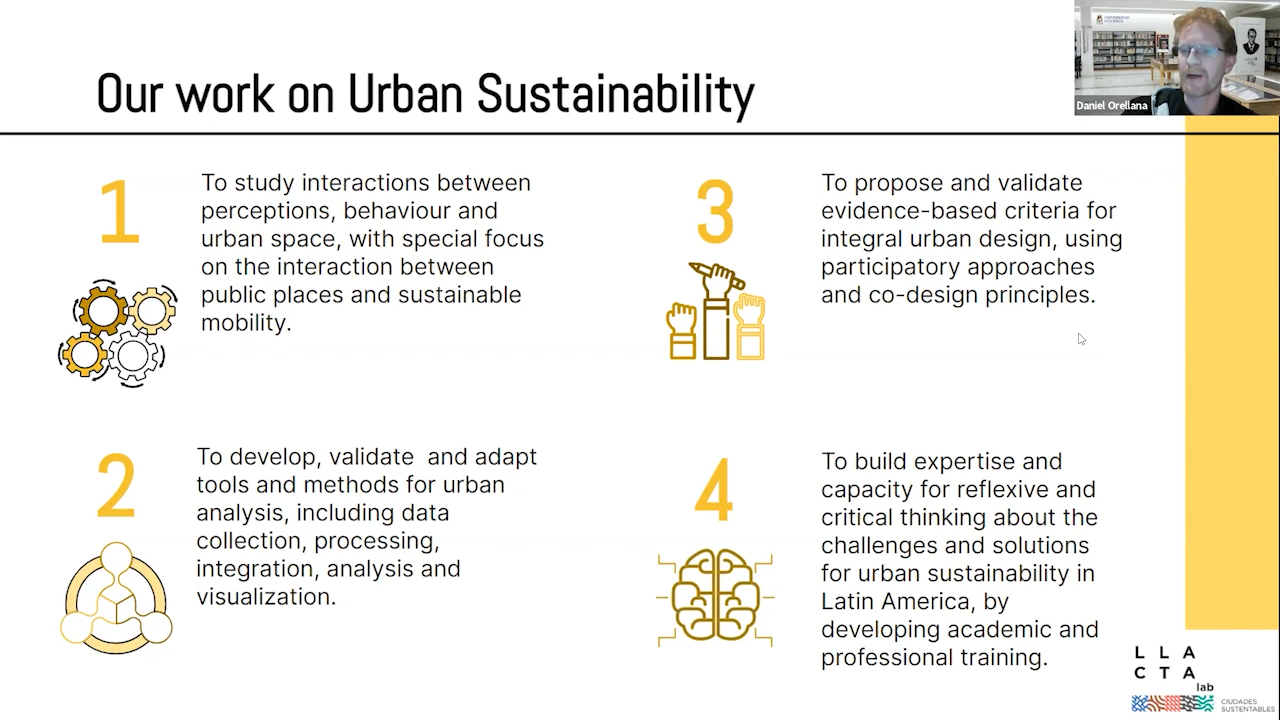 Our work on Urban Sustainability
UNIVERSIDAD
DE CUENCA
Daniel Orellana
1
To study interactions between
perceptions, behaviour and
urban space, with special focus
on the interaction between
public places and sustainable
mobility.
2
To develop, validate  and adapt
tools and methods for urban
analysis, including data
collection, processing,
integration, analysis and
visualization.
3
To propose and validate
evidence-based criteria for
integral urban design, using
participatory approaches
and co-design principles.
4
To build expertise and
capacity for reflexive and
critical thinking about the
challenges and solutions
for urban sustainability in
Latin America, by
developing academic and
professional training.
LLA
CTA
lab
CIUDADES
SUSTENTABLES